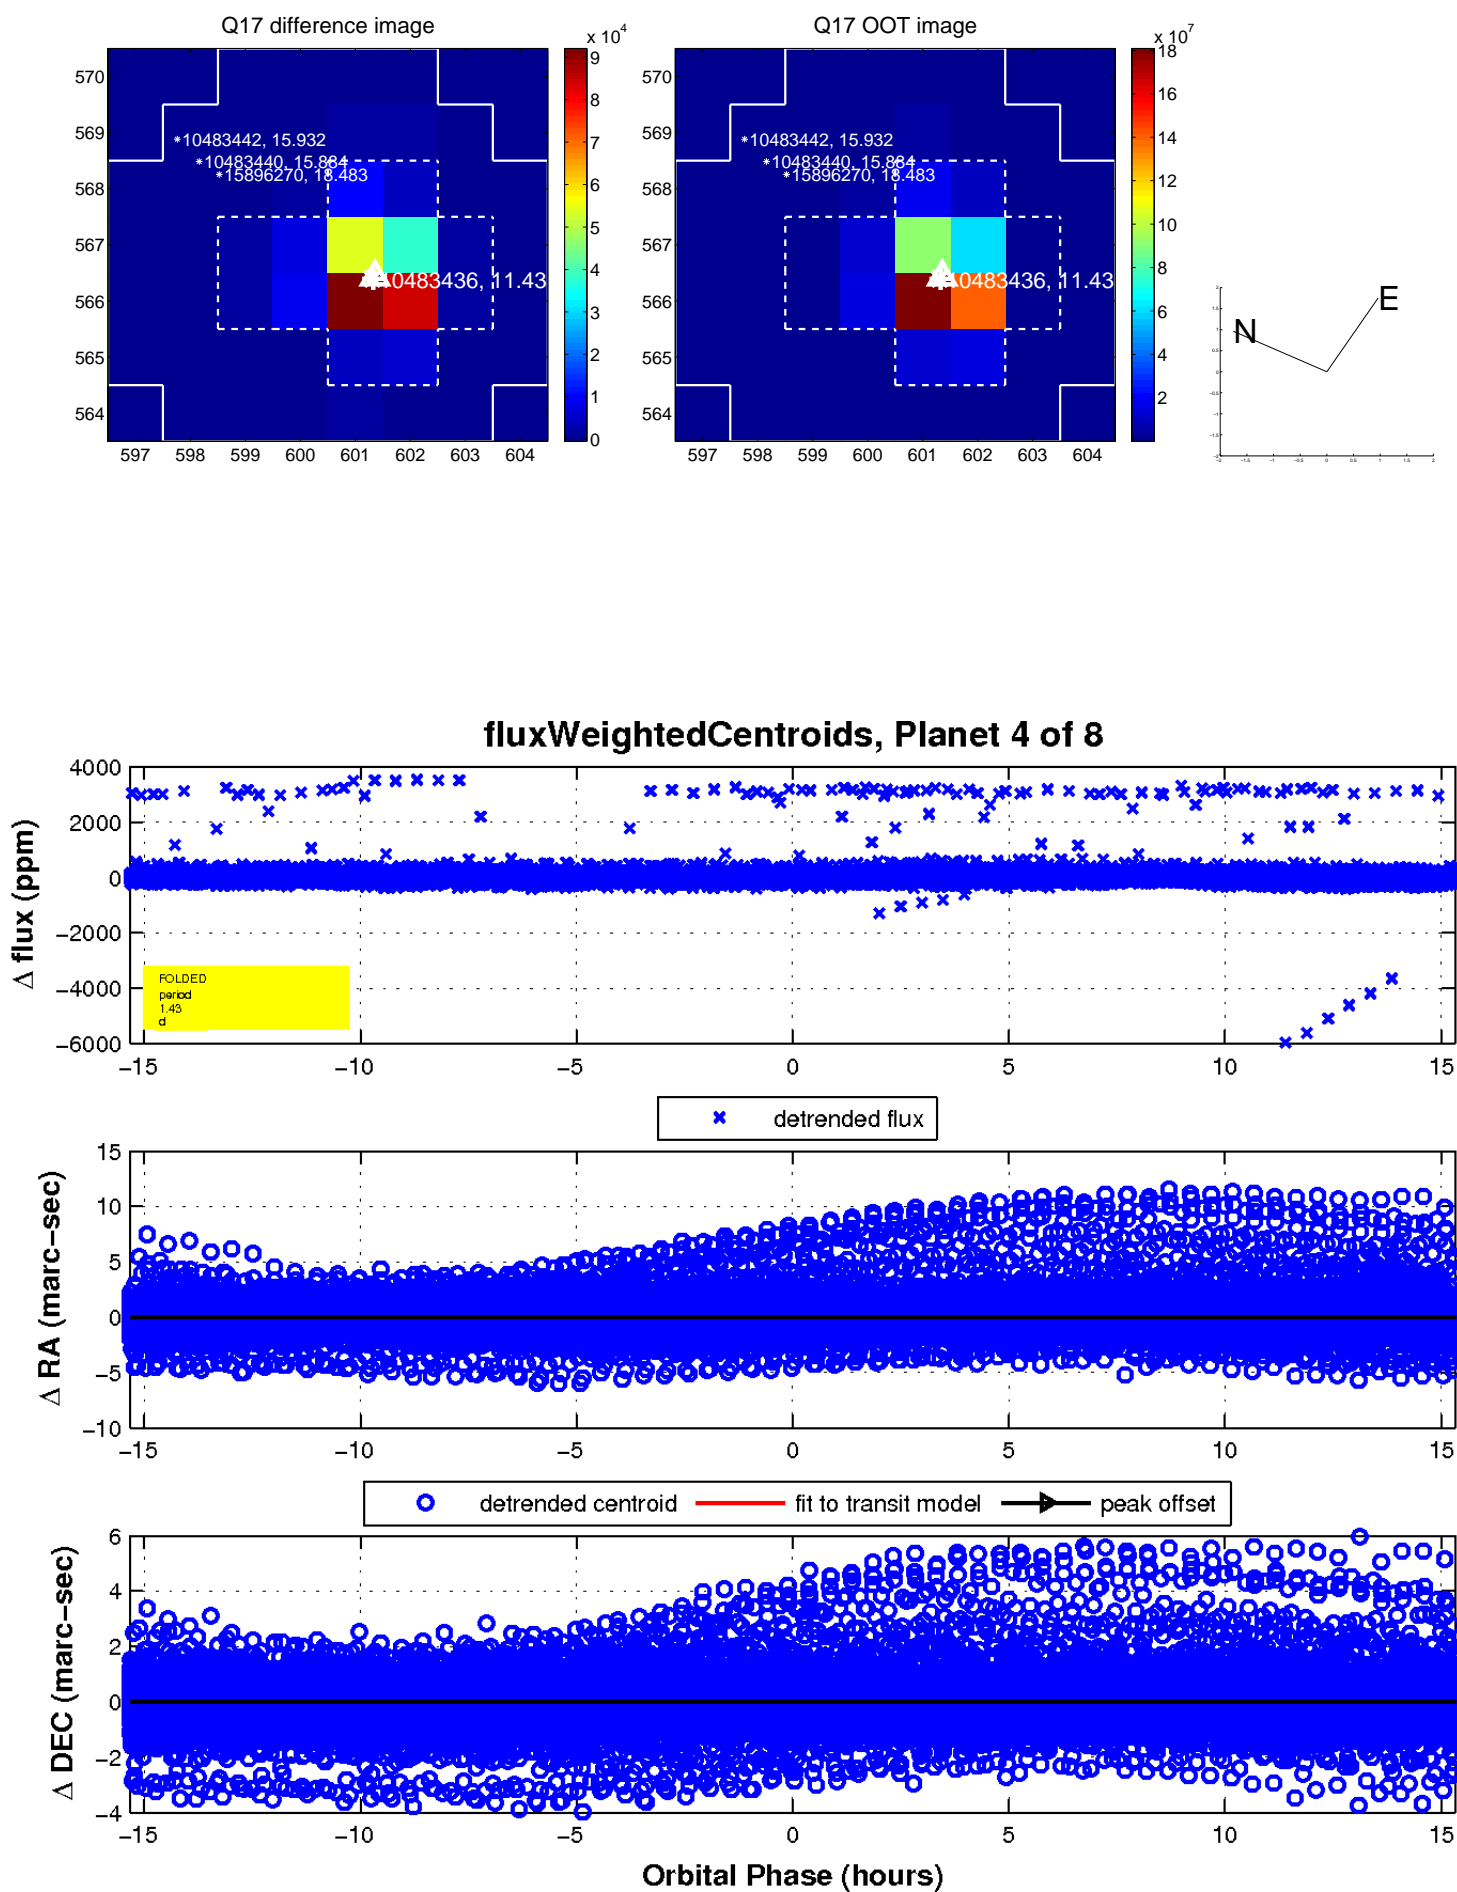 Q17 difference image
x 10^4
570
569
568
567
566
565
564
597 598 599 600 601 602 603 604
*10483442, 15.932
*10483440, 15.884
*15896270, 18.483
10483436, 11.43
9
8
7
6
5
4
3
2
1
0
Q17 OOT image
x 10^7
570
569
568
567
566
565
564
597 598 599 600 601 602 603 604
*10483442, 15.932
*10483440, 15.884
*15896270, 18.483
10483436, 11.43
18
16
14
12
10
8
6
4
2
N
E
fluxWeightedCentroids, Planet 4 of 8
Δ flux (ppm)
4000
2000
0
−2000
−4000
−6000
FOLDED
period
1.43
d
−15 −10 −5 0 5 10 15
detrended flux
Δ RA (marc−sec)
15
10
5
0
−5
−10
−15 −10 −5 0 5 10 15
detrended centroid fit to transit model peak offset
Δ DEC (marc−sec)
6
4
2
0
−2
−4
−15 −10 −5 0 5 10 15
Orbital Phase (hours)